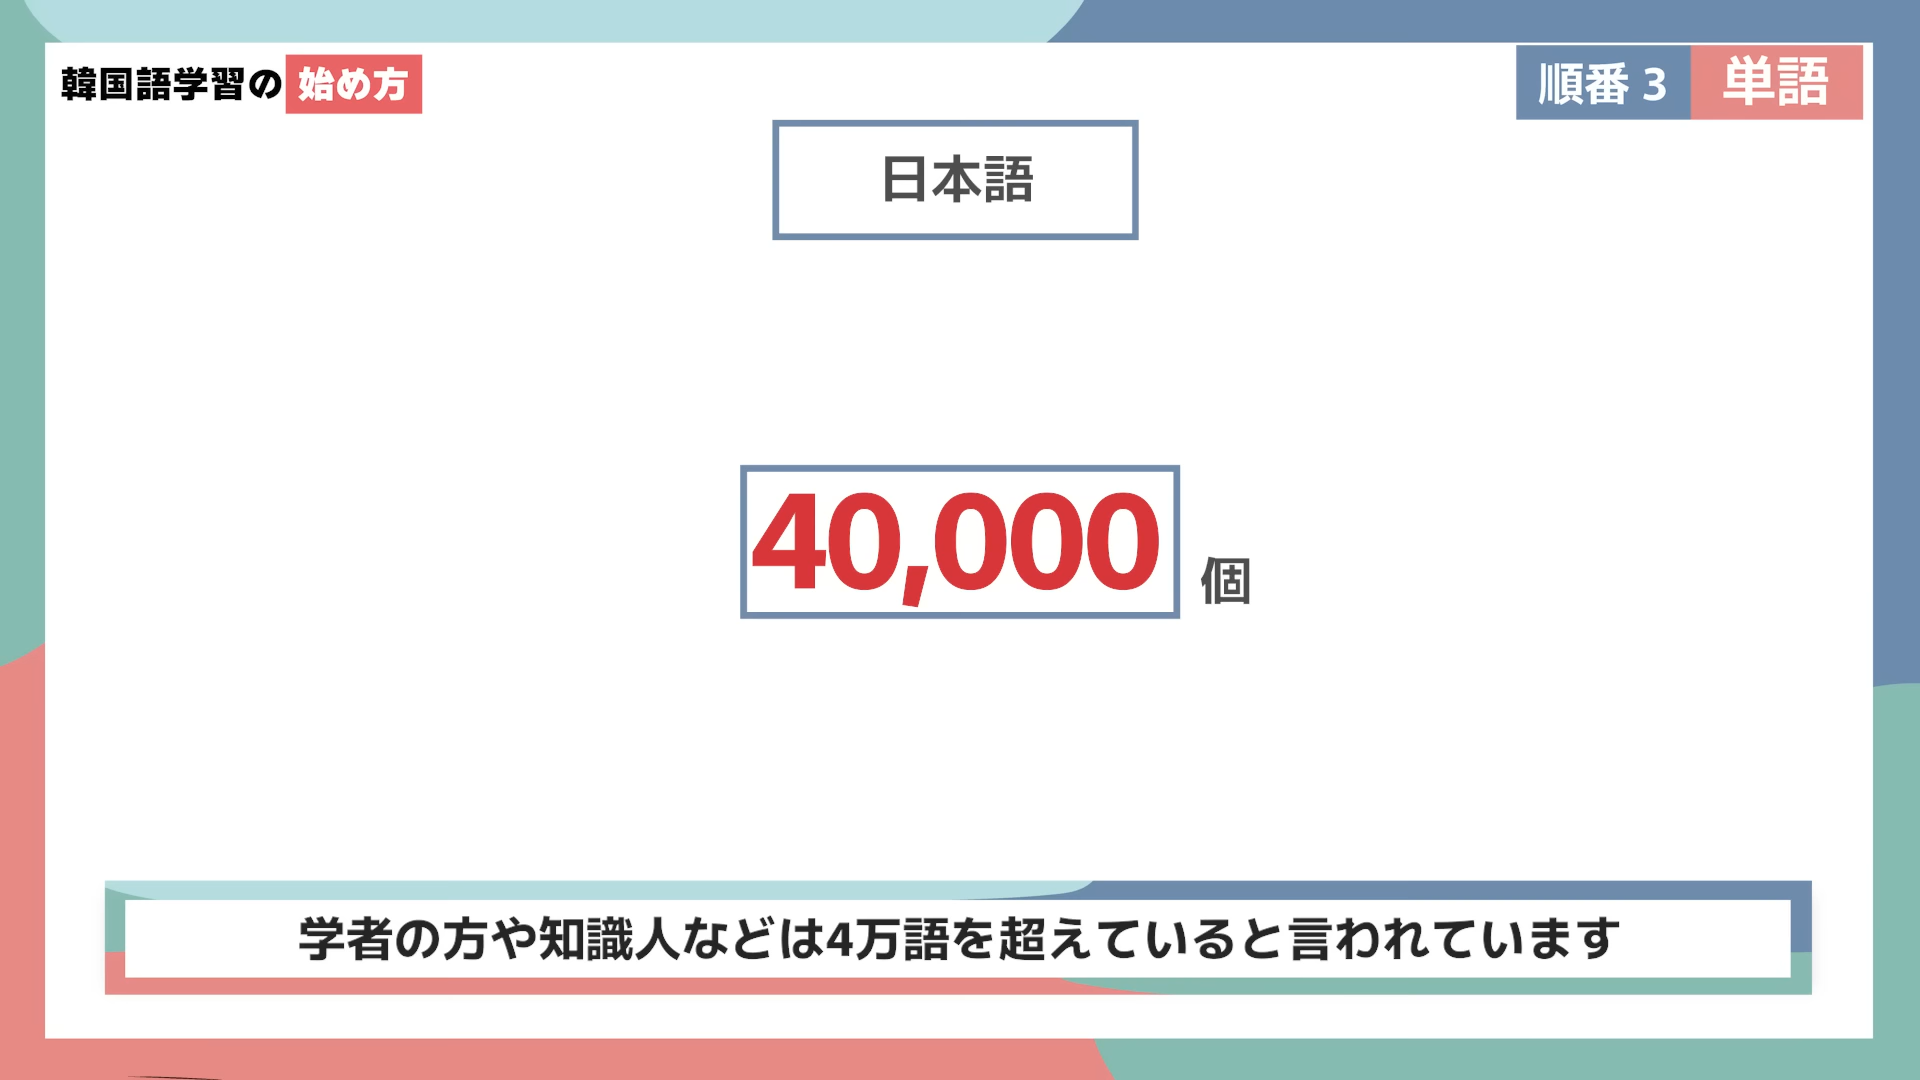 韓国語学習の 始め方
順番 3 単語
日本語
40,000 個
学者の方や知識人などは4万語を超えていると言われています